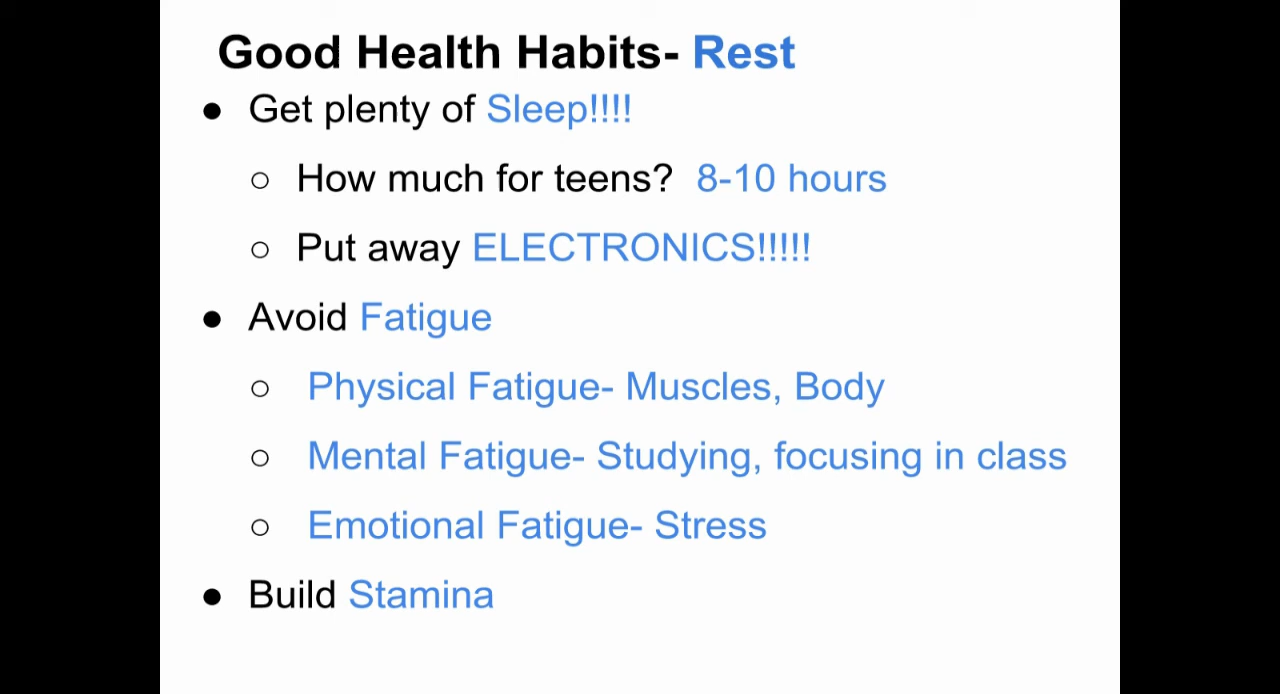 Good Health Habits- Rest
● Get plenty of Sleep!!!!
○ How much for teens? 8-10 hours
○ Put away ELECTRONICS!!!!!
● Avoid Fatigue
○ Physical Fatigue- Muscles, Body
○ Mental Fatigue- Studying, focusing in class
○ Emotional Fatigue- Stress
● Build Stamina